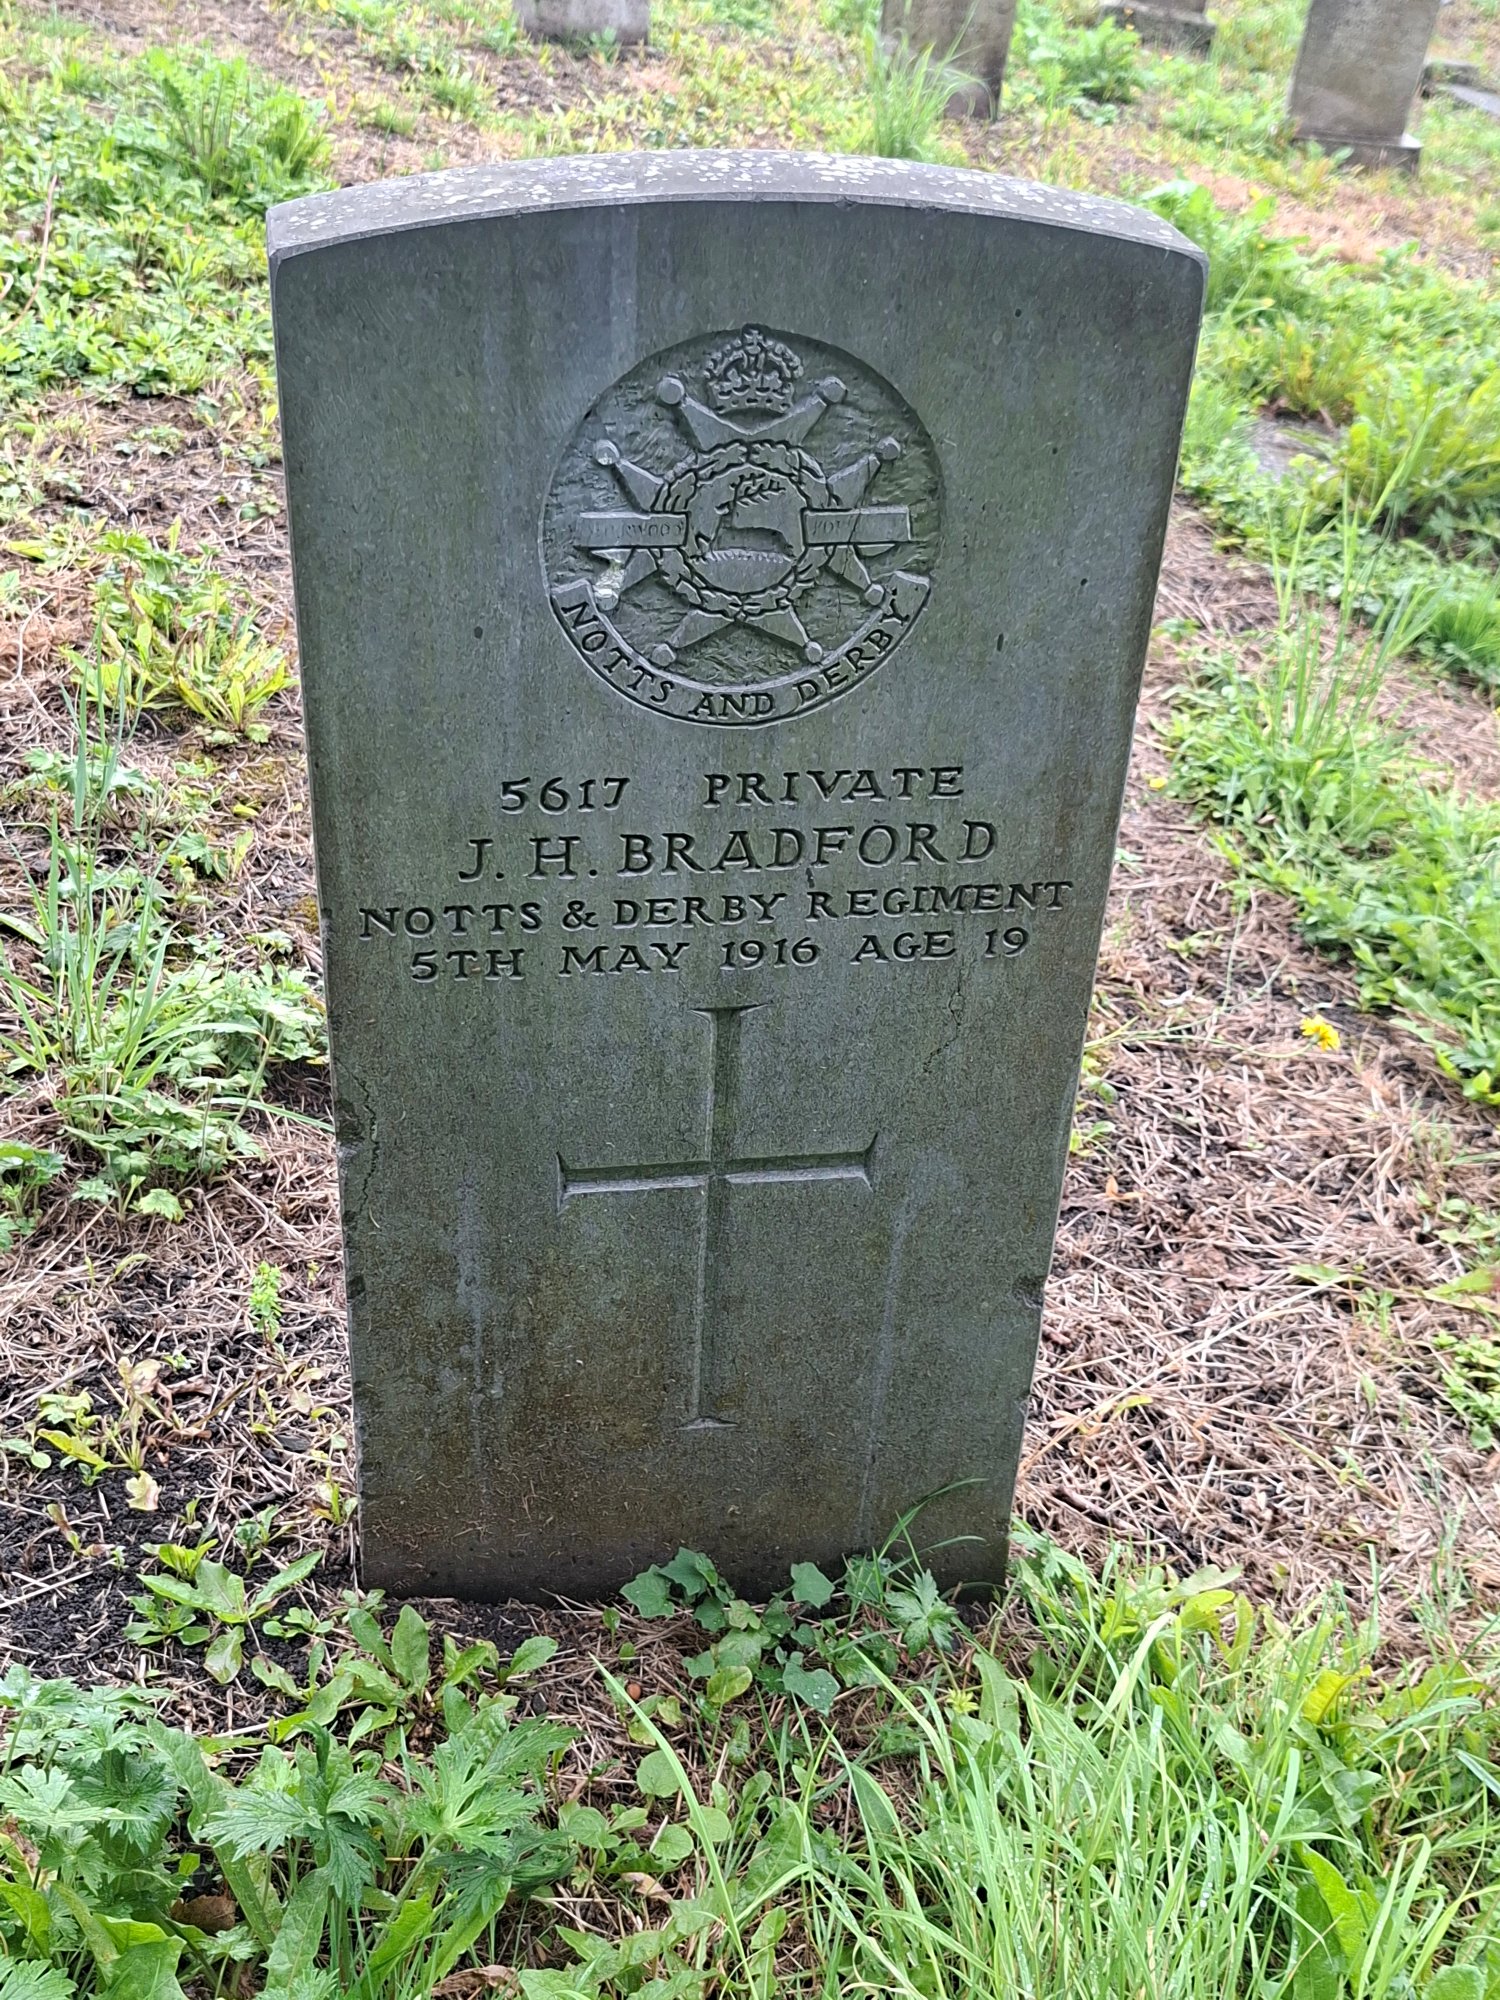 NOTTS AND DERBY
5617 PRIVATE
J. H. BRADFORD
NOTTS & DERBY REGIMENT
5TH MAY 1916 AGE 19